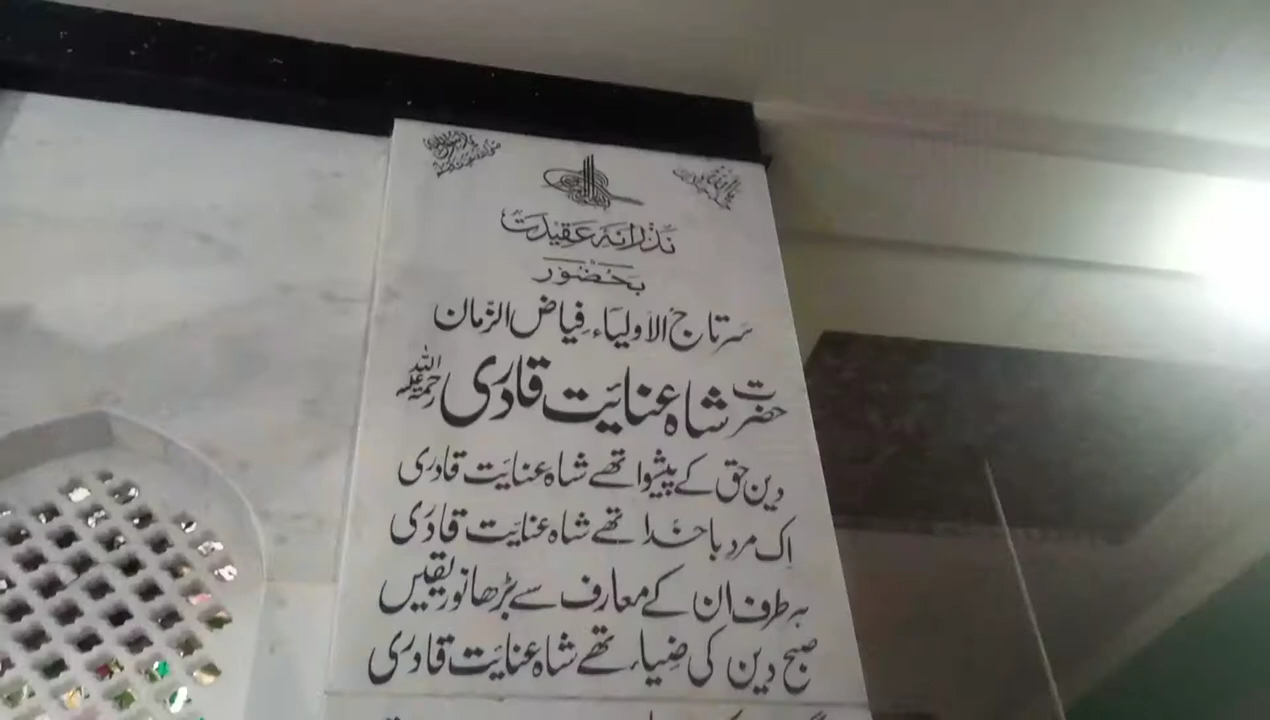 نذرانہ عقیدت
بحضور
سرتاج الاولیاء فیاض الزمان
حضرت شاہ عنایت قادری رحمۃ اللہ علیہ
دین حق کے پیشوا تھے شاہ عنایت قادری
اک مرد با خدا تھے شاہ عنایت قادری
ہر طرف ان کے معارف سے بڑھا نور یقیں
صبح دین کی ضیاء تھے شاہ عنایت قادری